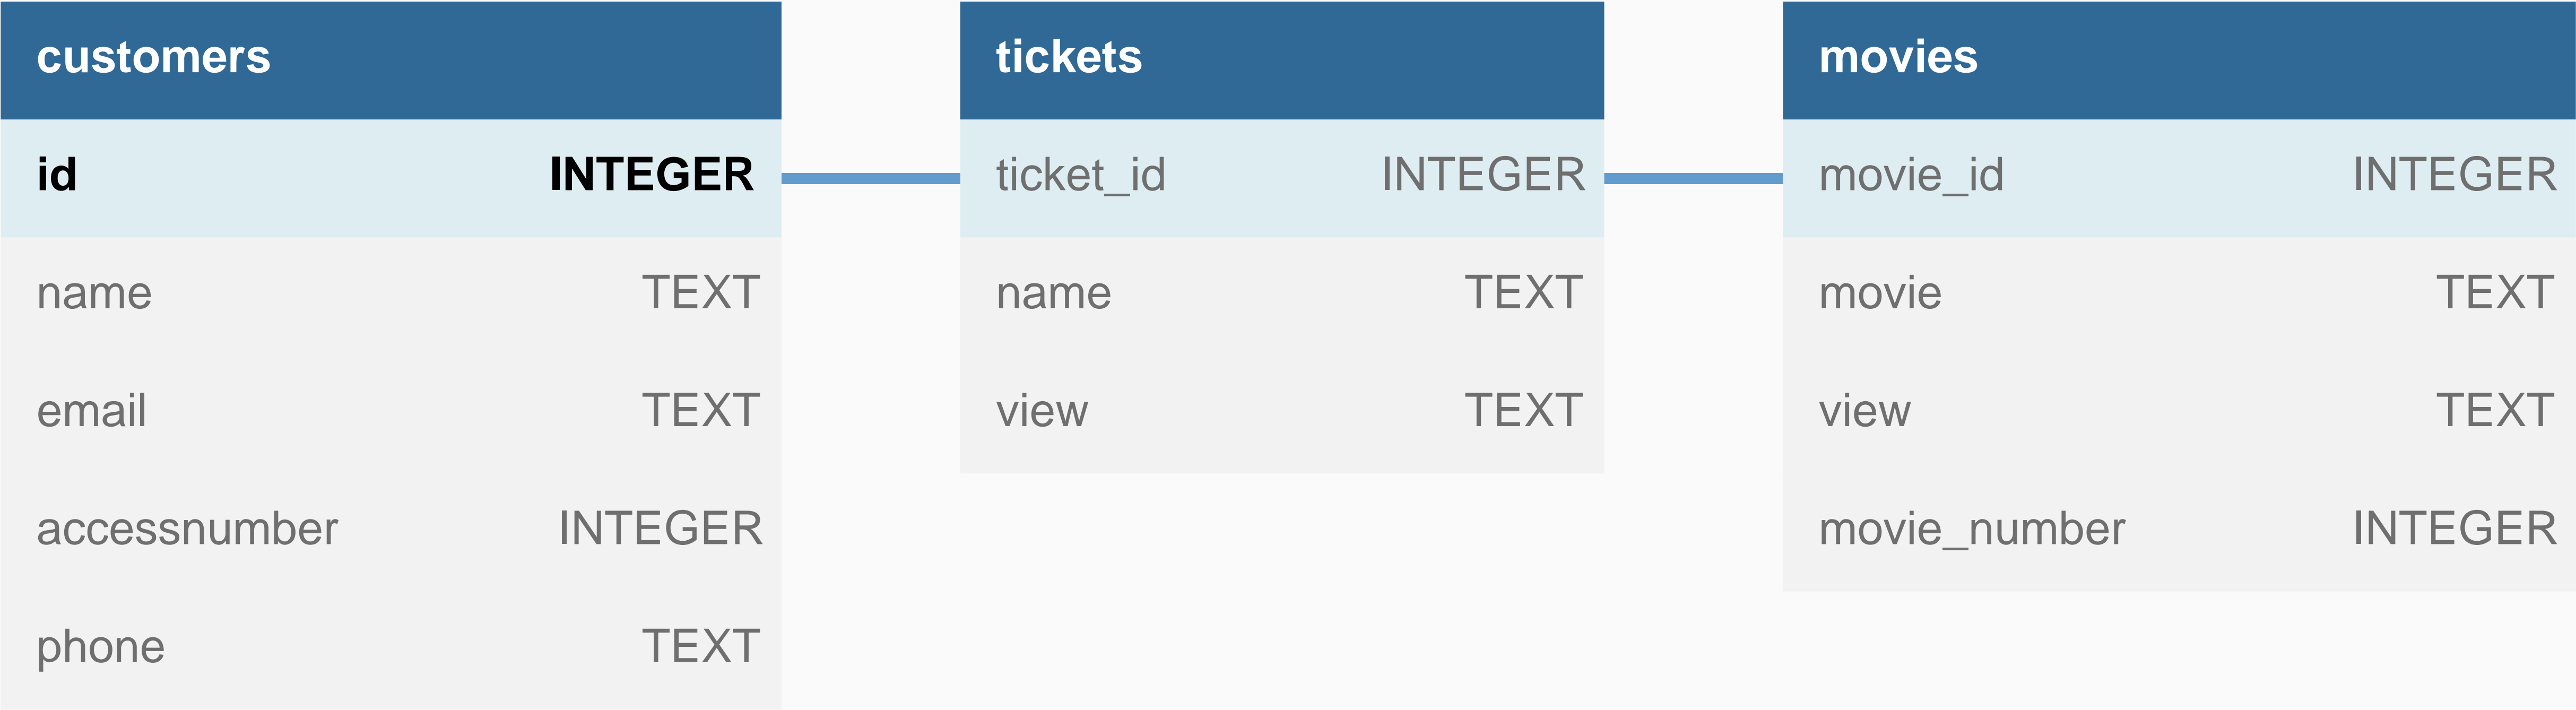 customers
id INTEGER
name TEXT
email TEXT
accessnumber INTEGER
phone TEXT
tickets
ticket_id INTEGER
name TEXT
view TEXT
movies
movie_id INTEGER
movie TEXT
view TEXT
movie_number INTEGER